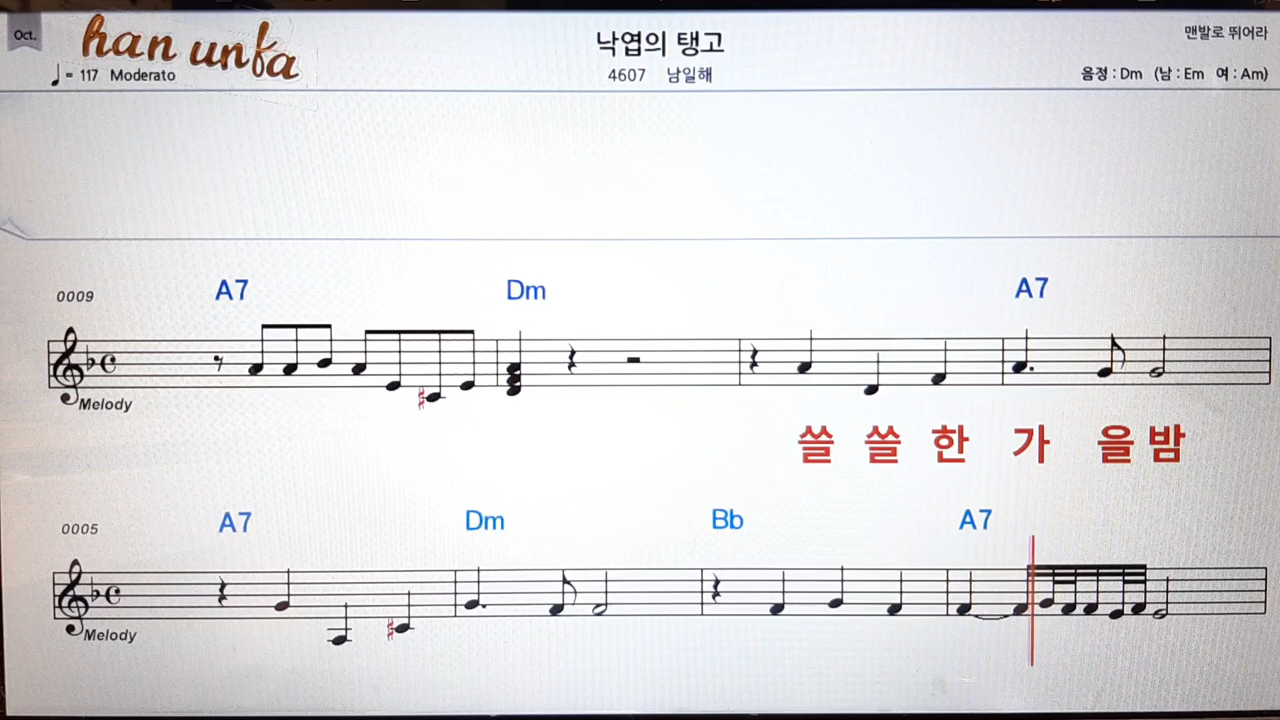 Oct.
han unfa
낙엽의 탱고
맨발로 뛰어라
♩= 117 Moderato
4607 남일해
음정 : Dm (남 : Em 여 : Am)
0009 A7 Dm A7
Melody
쓸 쓸 한 가 을 밤
0005 A7 Dm Bb A7
Melody